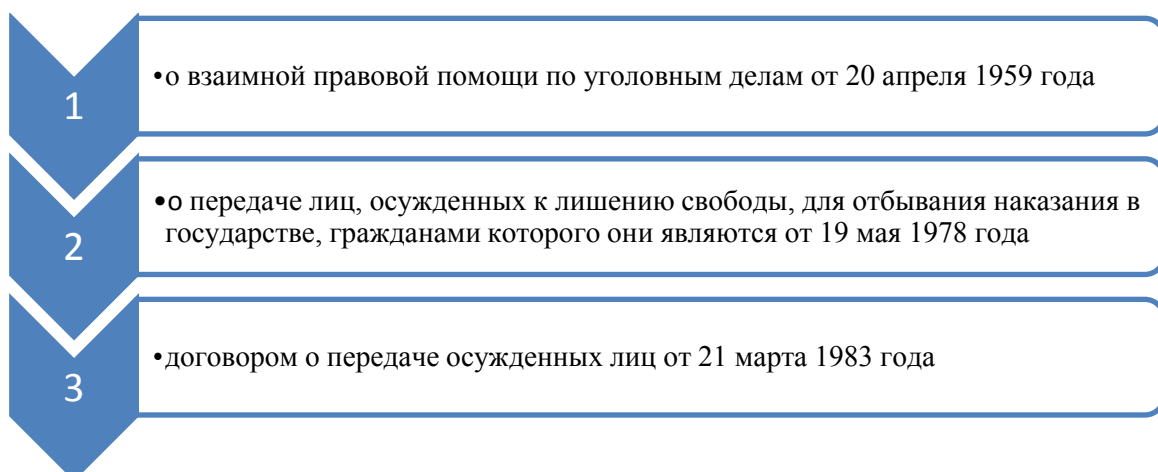 1
•о взаимной правовой помощи по уголовным делам от 20 апреля 1959 года
2
•о передаче лиц, осужденных к лишению свободы, для отбывания наказания в
государстве, гражданами которого они являются от 19 мая 1978 года
3
•договором о передаче осужденных лиц от 21 марта 1983 года